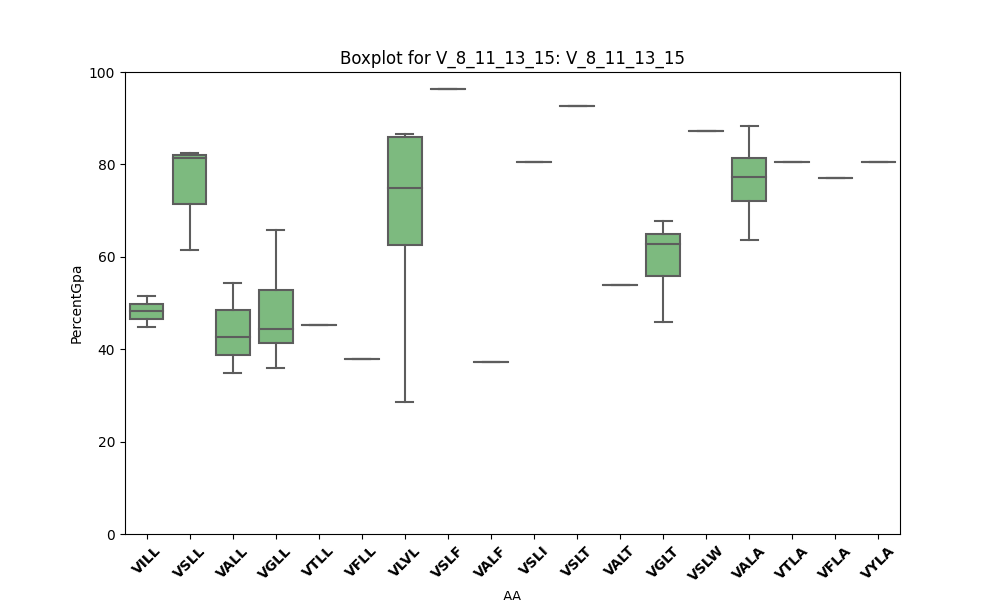 Boxplot for V_8_11_13_15: V_8_11_13_15
100
80
60
40
20
0
PercentGpa
VILL VSLL VALL VGLL VTLL VFLL VLVL VSLF VALF VSLI VSLT VALT VGLT VSLW VALA VTLA VFLA VYLA
AA